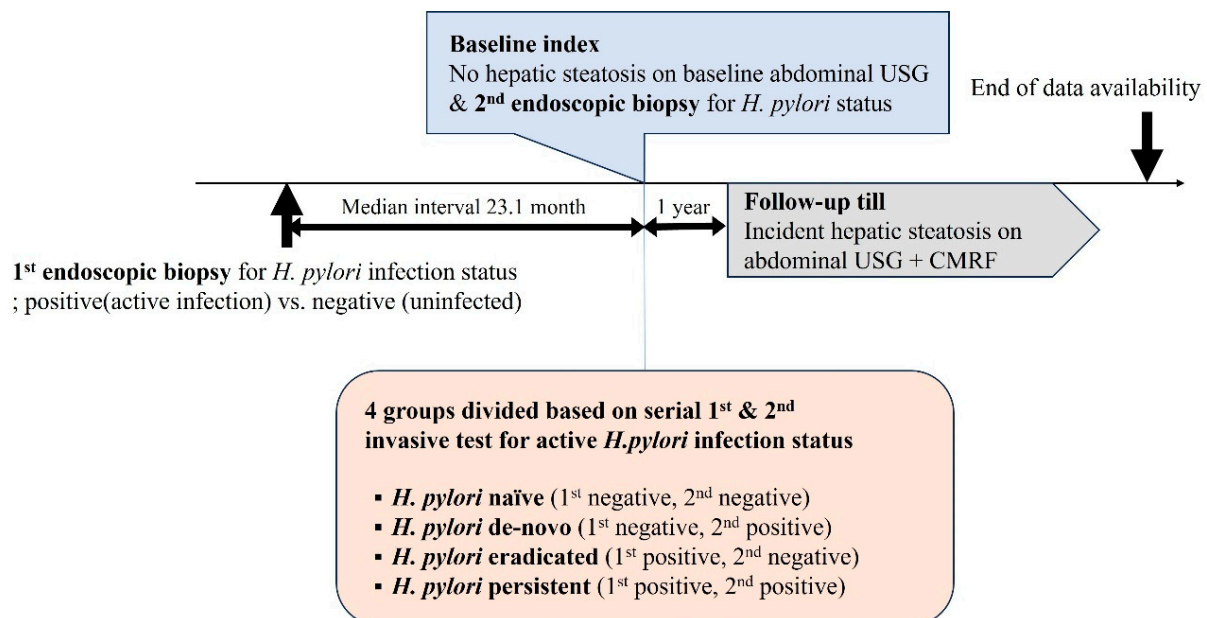 Baseline index
No hepatic steatosis on baseline abdominal USG
& 2nd endoscopic biopsy for H. pylori status
End of data availability
Median interval 23.1 month
1 year
Follow-up till
Incident hepatic steatosis on
abdominal USG + CMRF
1st endoscopic biopsy for H. pylori infection status
; positive(active infection) vs. negative (uninfected)
4 groups divided based on serial 1st & 2nd
invasive test for active H.pylori infection status
▪ H. pylori naïve (1st negative, 2nd negative)
▪ H. pylori de-novo (1st negative, 2nd positive)
▪ H. pylori eradicated (1st positive, 2nd negative)
▪ H. pylori persistent (1st positive, 2nd positive)